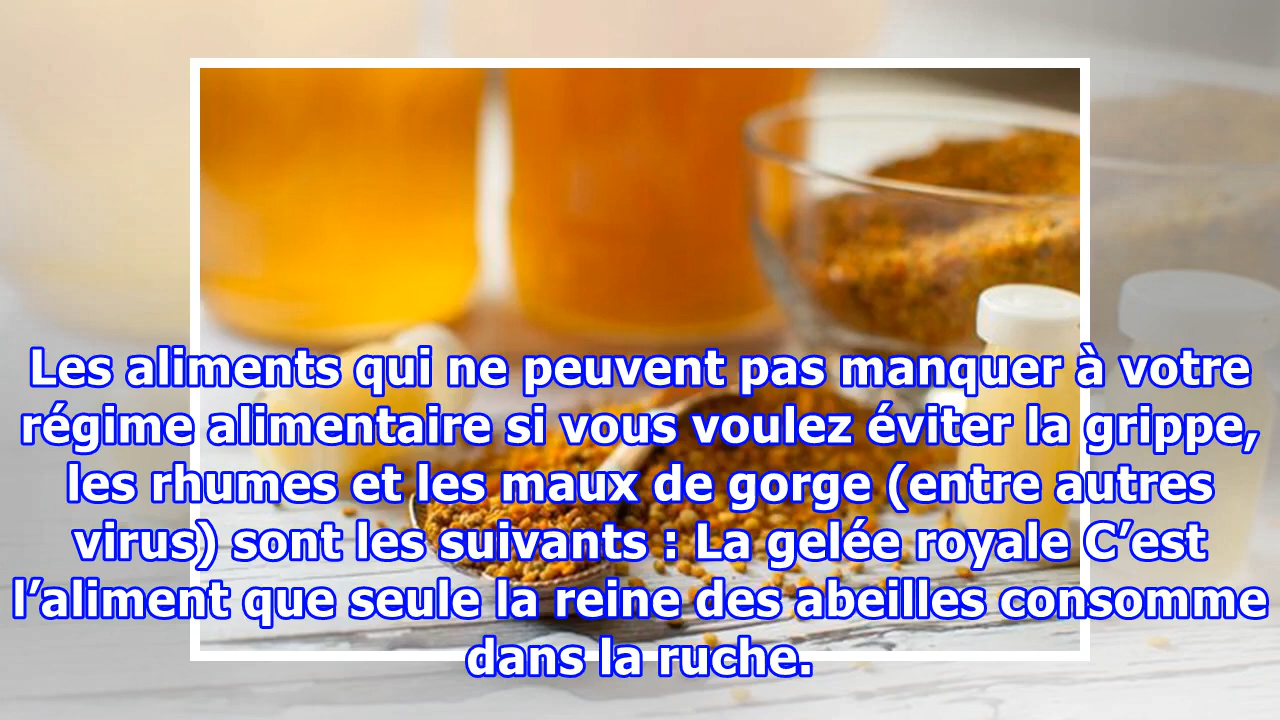 Les aliments qui ne peuvent pas manquer à votre
régime alimentaire si vous voulez éviter la grippe,
les rhumes et les maux de gorge (entre autres
virus) sont les suivants : La gelée royale C’est
l’aliment que seule la reine des abeilles consomme
dans la ruche.